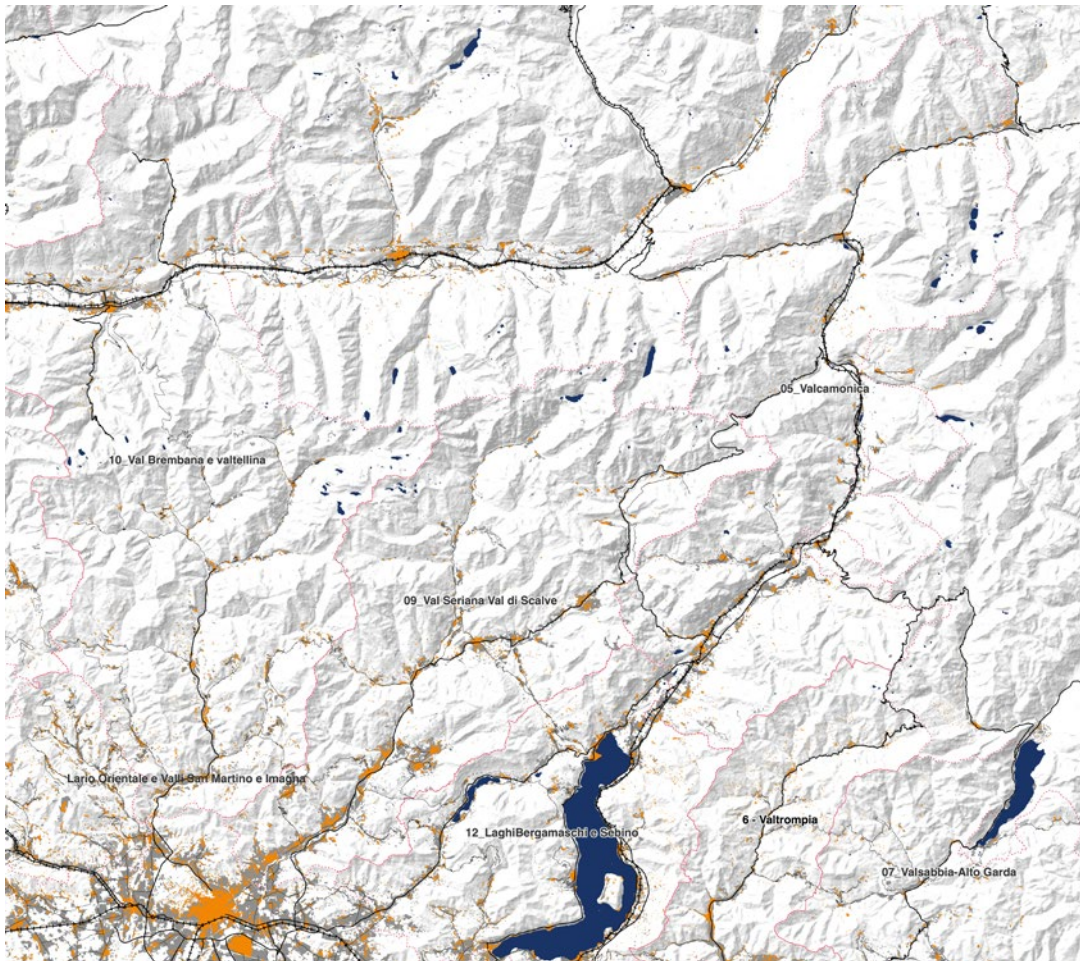 05_Valcamonica
10_Val Brembana e valtellina
09_Val Seriana Val di Scalve
Lario Orientale e Valli San Martino e Imagna
12_LaghiBergamaschi e Sebino
6 - Valtrompia
07_Valsabbia-Alto Garda